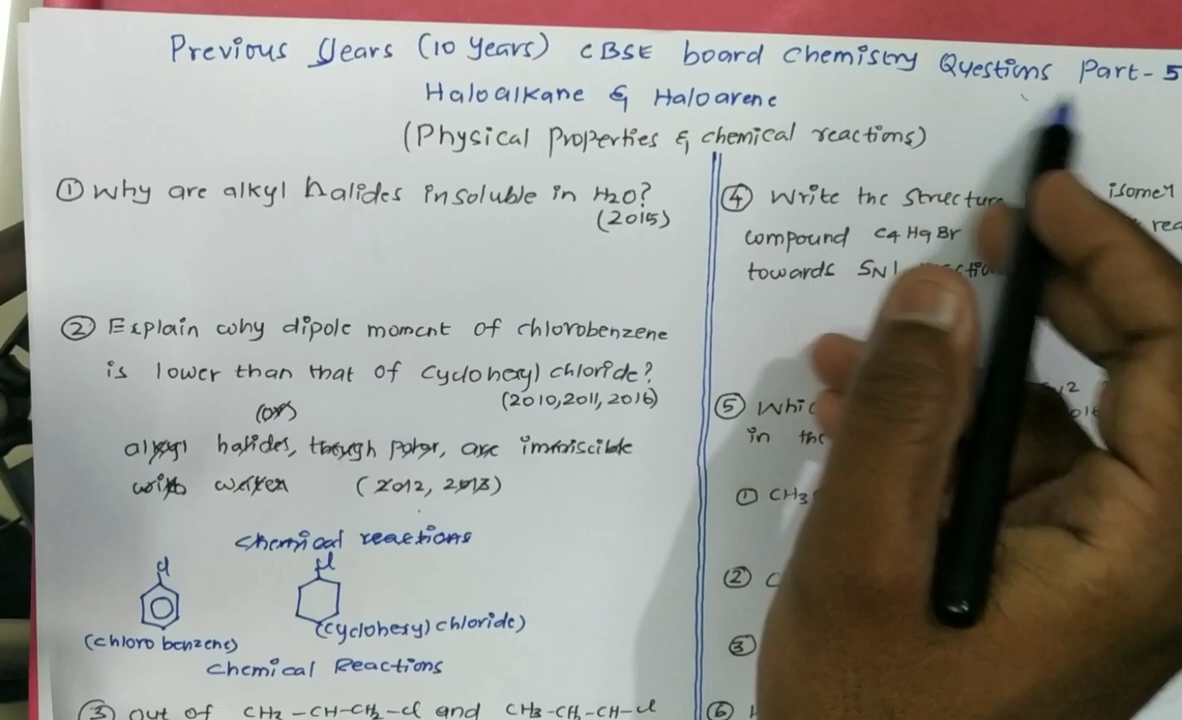 Previous Years (10 Years) CBSE board Chemistry Questions Part-5
Haloalkane & Haloarene
(Physical Properties & chemical reactions)
① Why are alkyl halides insoluble in H2O?
(2015)
② Explain why dipole moment of chlorobenzene
is lower than that of Cyclohexyl chloride?
(2010,2011,2016)
(or)
alkyl halides, though polar, are immiscible
with water (2012, 2013)
Chemical reactions
Cl
Cl
(chloro benzene)
(cyclohexyl chloride)
Chemical Reactions
③ out of CH2 -CH-CH2-Cl and CH3-CH2-CH-Cl
④ Write the Structure isomer
compound C4H9Br
towards SN1
⑤
in the
① CH3
② C
③
⑥